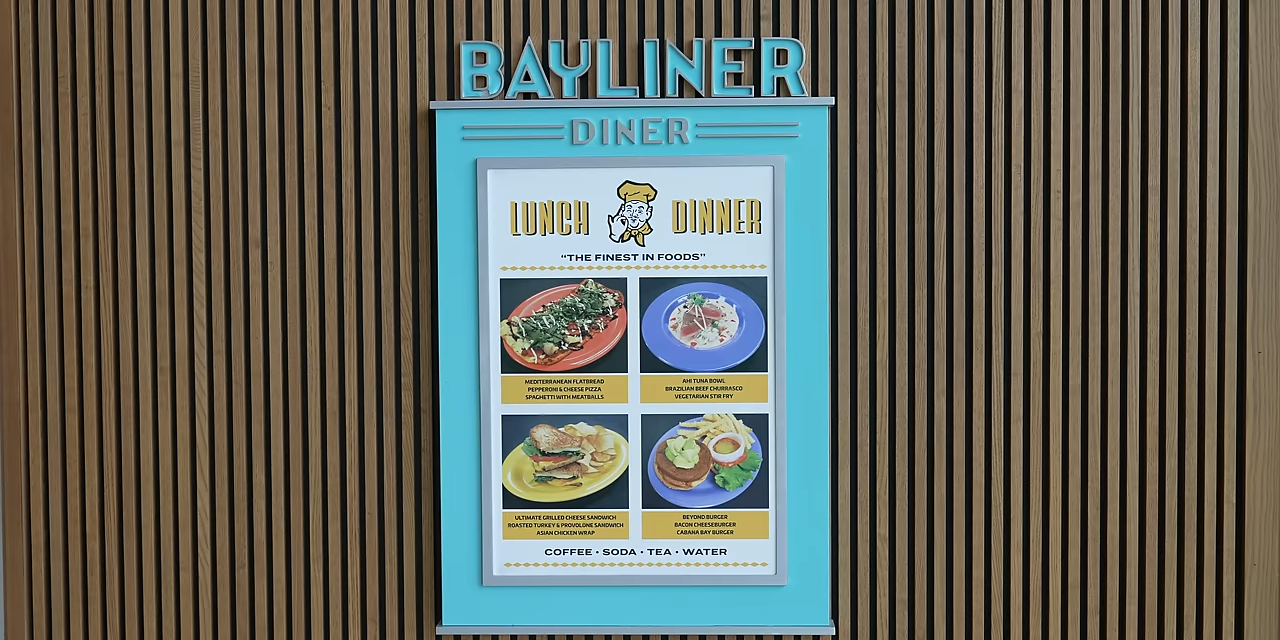 BAYLINER
DINER
LUNCH DINNER
“THE FINEST IN FOODS”
MEDITERRANEAN FLATBREAD
PEPPERONI & CHEESE PIZZA
SPAGHETTI WITH MEATBALLS
AHI TUNA BOWL
BRAZILIAN BEEF CHURRASCO
VEGETARIAN STIR FRY
ULTIMATE GRILLED CHEESE SANDWICH
ROASTED TURKEY & PROVOLONE SANDWICH
ASIAN CHICKEN WRAP
BEYOND BURGER
BACON CHEESEBURGER
CABANA BAY BURGER
COFFEE • SODA • TEA • WATER